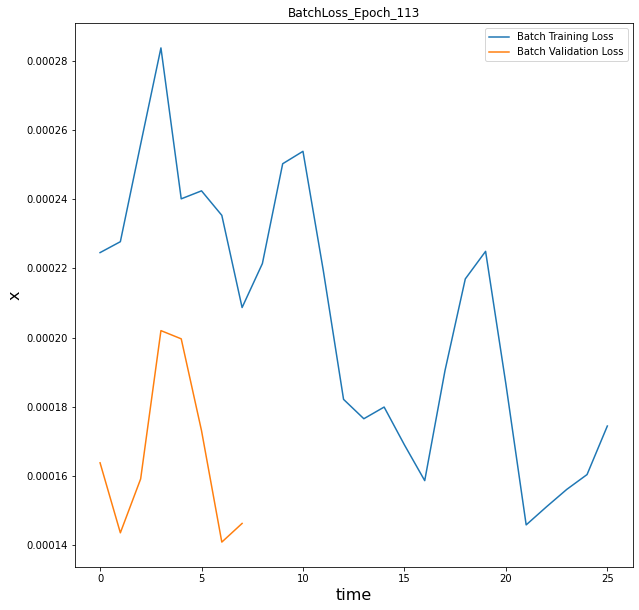 BatchLoss_Epoch_113
Batch Training Loss
Batch Validation Loss
0.00028
0.00026
0.00024
0.00022
0.00020
0.00018
0.00016
0.00014
x
0 5 10 15 20 25
time